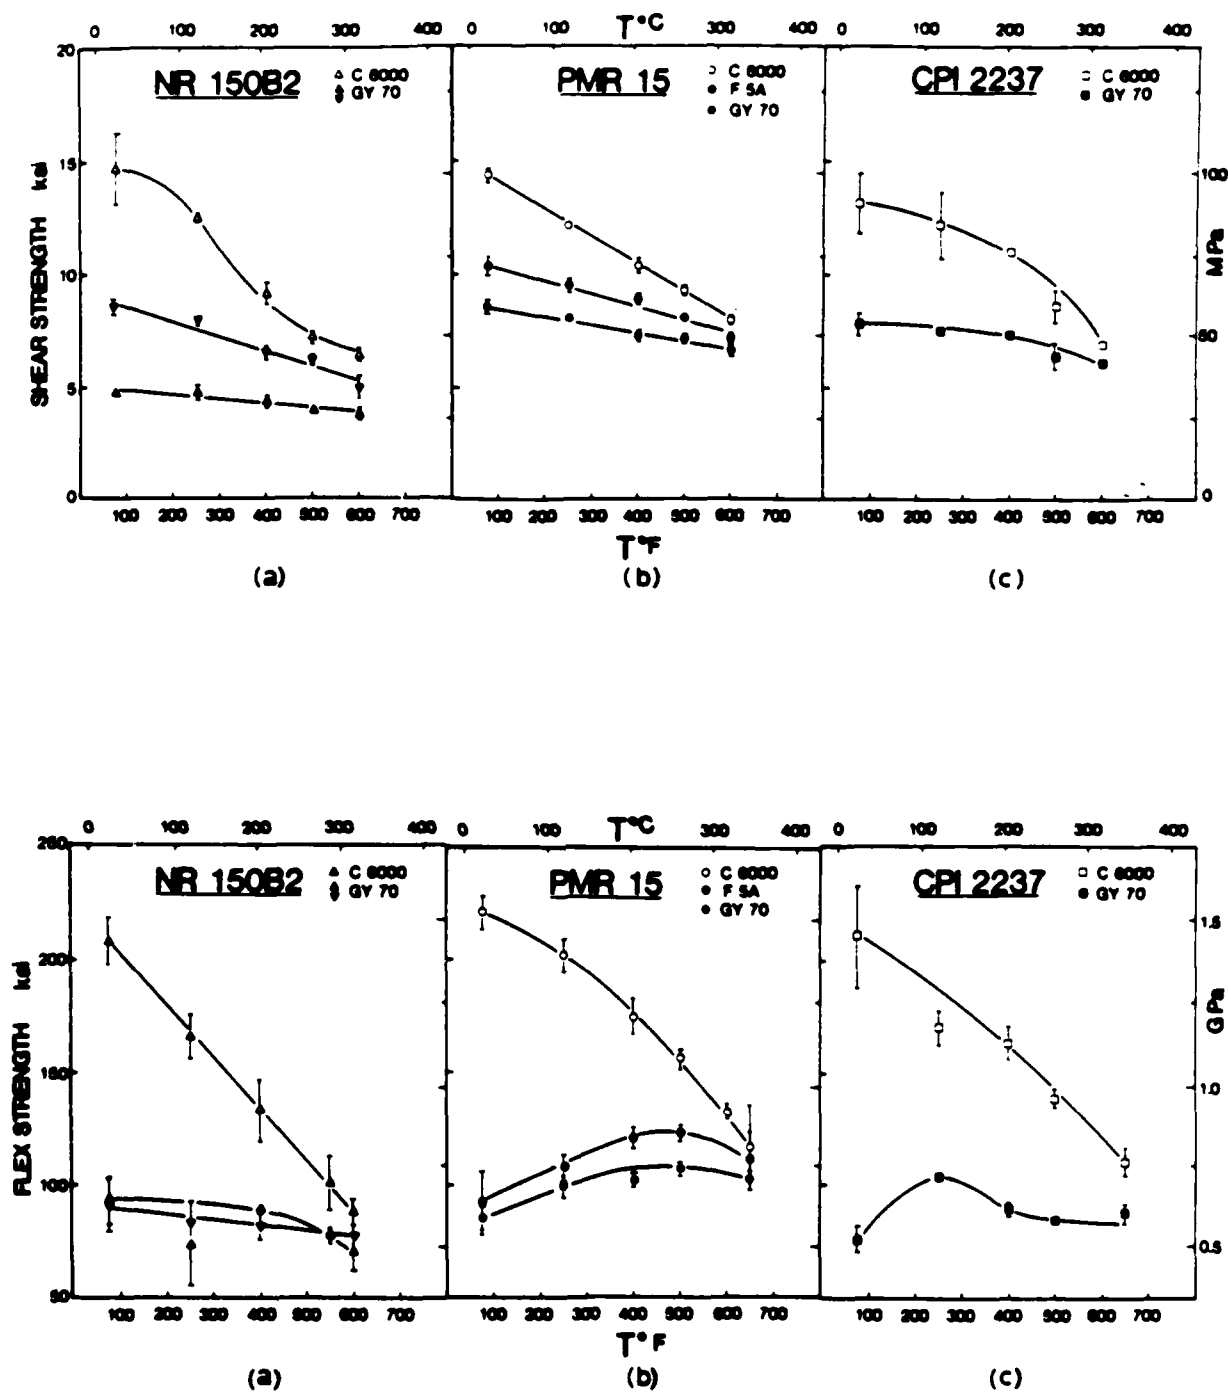 0 100 200 300 400 0 100 T°C 300 400 0 100 200 300 400
20
NR 150B2 C 6000
GY 70
PMR 15 C 6000
F 5A
GY 70
CPI 2237 C 6000
GY 70
15
100
SHEAR STRENGTH ksi
MPa
10
50
5
0
0
100 200 300 400 500 600 700 100 200 300 400 500 600 700 100 200 300 400 500 600 700
T°F
(a) (b) (c)
0 100 200 300 400 0 100 T°C 300 400 0 100 200 300 400
250
NR 150B2 C 6000
GY 70
PMR 15 C 6000
F 5A
GY 70
CPI 2237 C 6000
GY 70
1.5
200
FLEX STRENGTH ksi
GPa
150
1.0
100
0.5
50
100 200 300 400 500 600 700 100 200 300 400 500 600 700 100 200 300 400 500 600 700
T°F
(a) (b) (c)